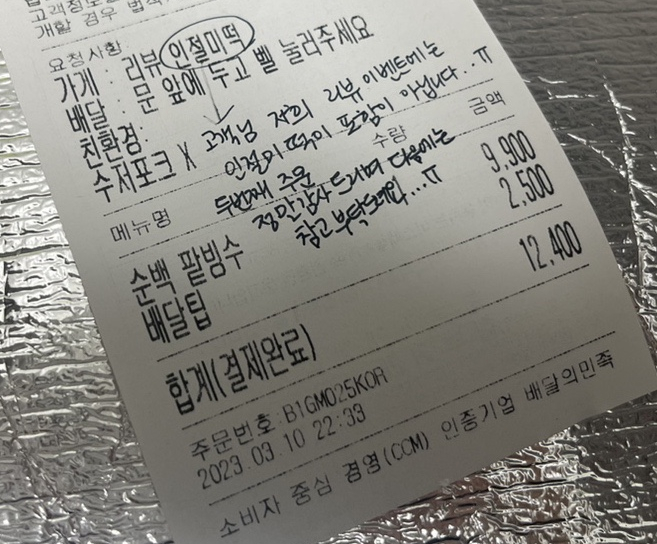 고객정보
개할 경우 법적
요청사항:
가게 : 리뷰 인절미떡
배달 : 문 앞에 두고 벨 눌러주세요
친환경:
수저포크 X
고객님 저희 리뷰이벤트에는
인절미 떡이 포함이 아닙니다..ㅠ
두번째 주문
정말 감사드리며 다음에는
참고 부탁드려요...ㅠ
메뉴명 수량 금액
순백 팥빙수 9,900
배달팁 2,500
합계(결제완료) 12,400
주문번호:B1GM025KOR
2023.03.10 22:33
소비자 중심 경영(CCM) 인증기업 배달의민족